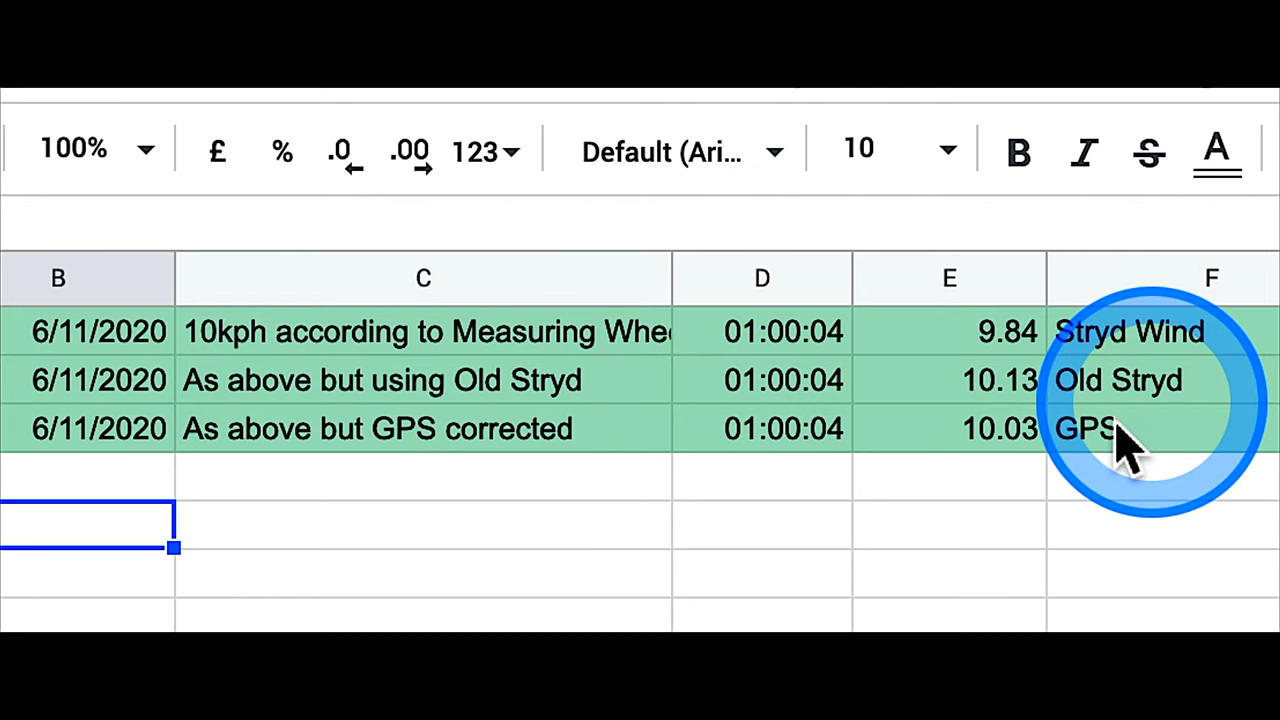 100% £ % .0 .00 123 Default (Ari... 10 B I S A
B C D E F
6/11/2020 10kph according to Measuring 01:00:04 9.84 Stryd Wind
6/11/2020 As above but using Old Stryd 01:00:04 10.13 Old Stryd
6/11/2020 As above but GPS corrected 01:00:04 10.03 GPS